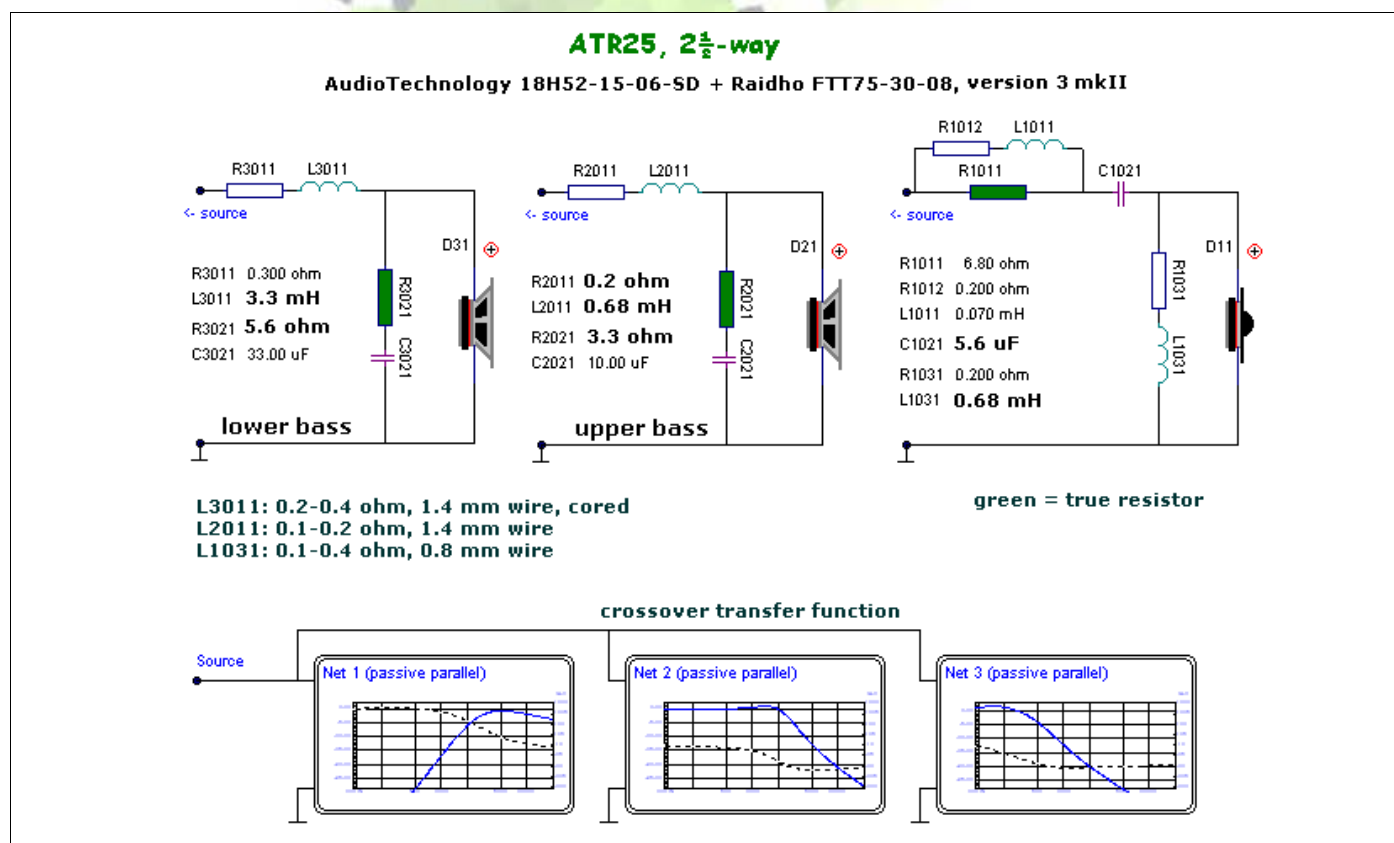 ATR25, 2½-way
AudioTechnology 18H52-15-06-SD + Raidho FTT75-30-08, version 3 mkII
R3011 L3011
<- source
D31
R3011 0.300 ohm
L3011 3.3 mH
R3021 5.6 ohm
C3021 33.00 uF
R3021
C3021
lower bass
R2011 L2011
<- source
D21
R2011 0.2 ohm
L2011 0.68 mH
R2021 3.3 ohm
C2021 10.00 uF
R2021
C2021
upper bass
R1012 L1011
R1011
C1021
<- source
D11
R1011 6.80 ohm
R1012 0.200 ohm
L1011 0.070 mH
C1021 5.6 uF
R1031 0.200 ohm
L1031 0.68 mH
R1031
L1031
L3011: 0.2-0.4 ohm, 1.4 mm wire, cored
L2011: 0.1-0.2 ohm, 1.4 mm wire
L1031: 0.1-0.4 ohm, 0.8 mm wire
green = true resistor
crossover transfer function
Source
Net 1 (passive parallel)
Net 2 (passive parallel)
Net 3 (passive parallel)